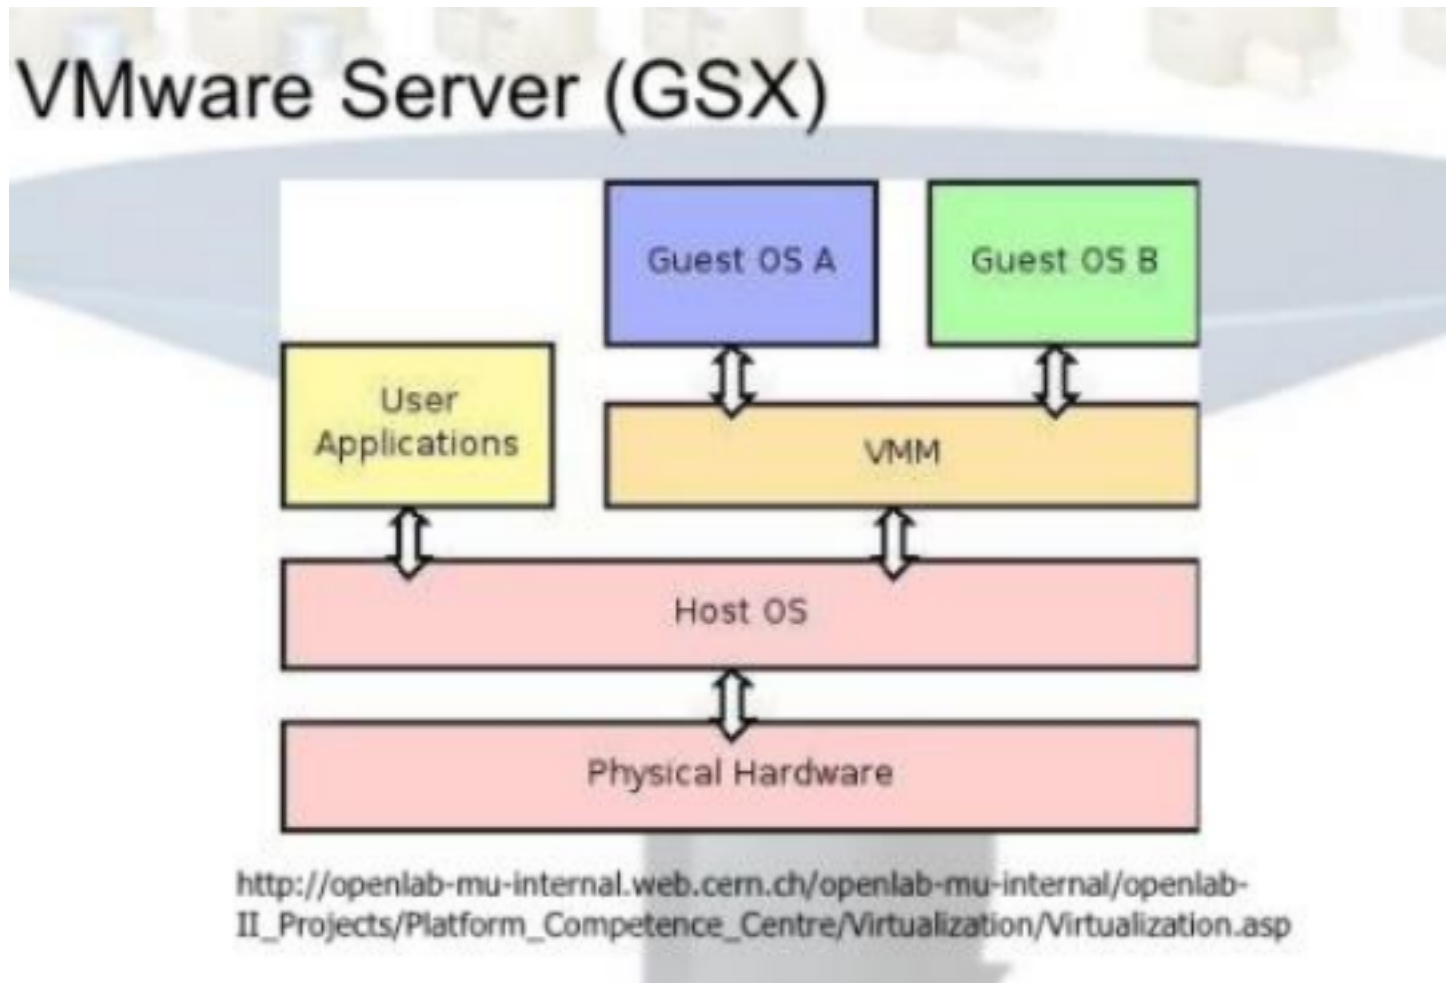 VMware Server (GSX)
Guest OS A
Guest OS B
User
Applications
VMM
Host OS
Physical Hardware
http://openlab-mu-internal.web.cern.ch/openlab-mu-internal/openlab-
II_Projects/Platform_Competence_Centre/Virtualization/Virtualization.asp